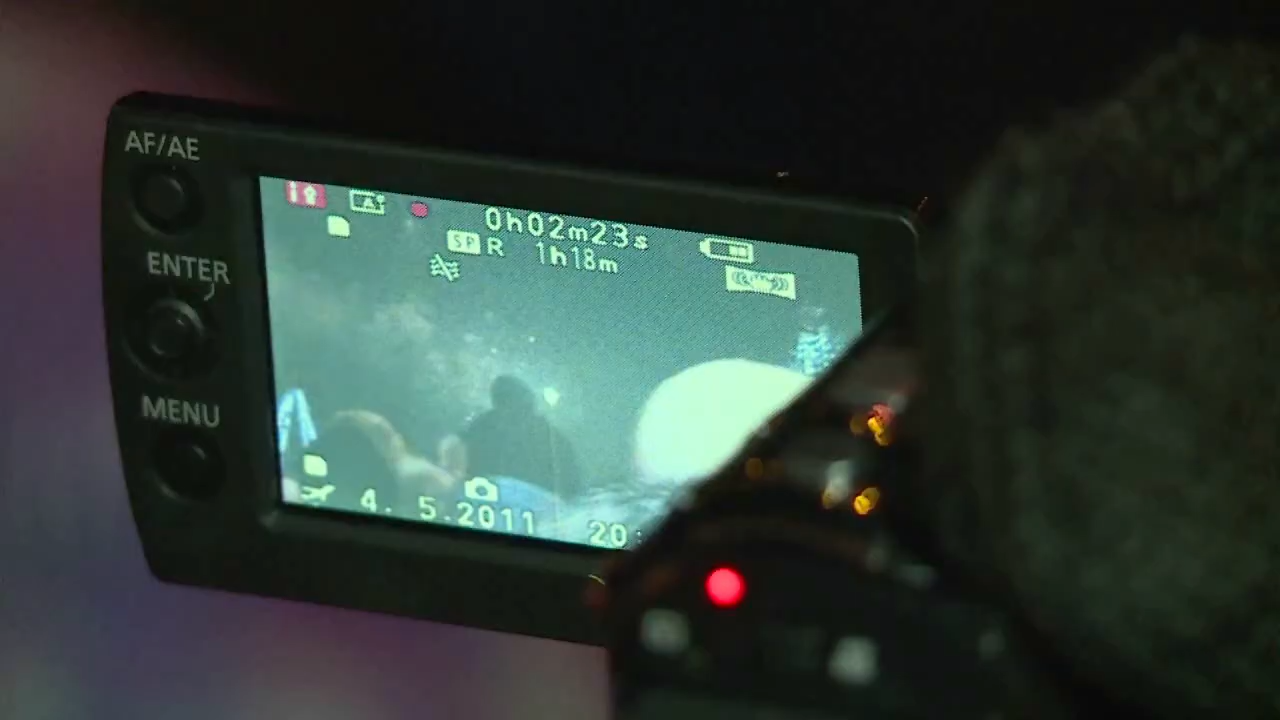 AF/AE
ENTER
MENU
0h02m23s
SP R 1h18m
4. 5.2011 20: